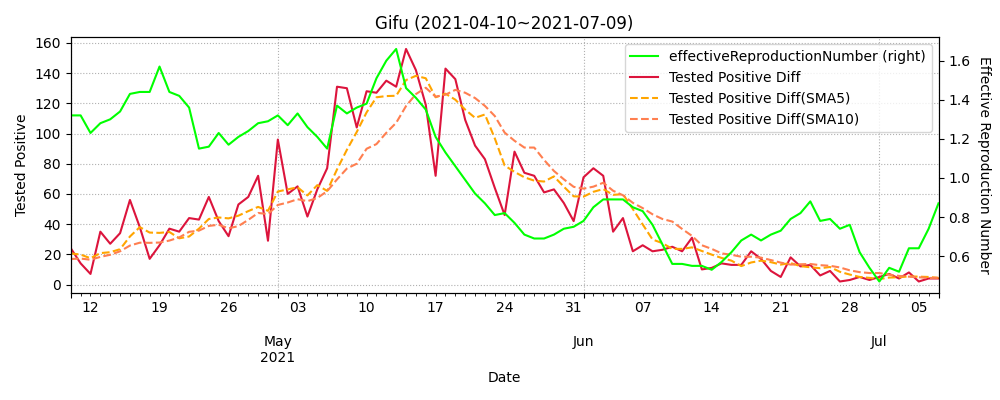 Gifu (2021-04-10~2021-07-09)
effectiveReproductionNumber (right)
Tested Positive Diff
Tested Positive Diff(SMA5)
Tested Positive Diff(SMA10)
Tested Positive
160
140
120
100
80
60
40
20
0
1.6
1.4
1.2
1.0
0.8
0.6
Effective Reproduction Number
12 19 26 03 10 17 24 31 07 14 21 28 05
May Jun Jul
2021
Date